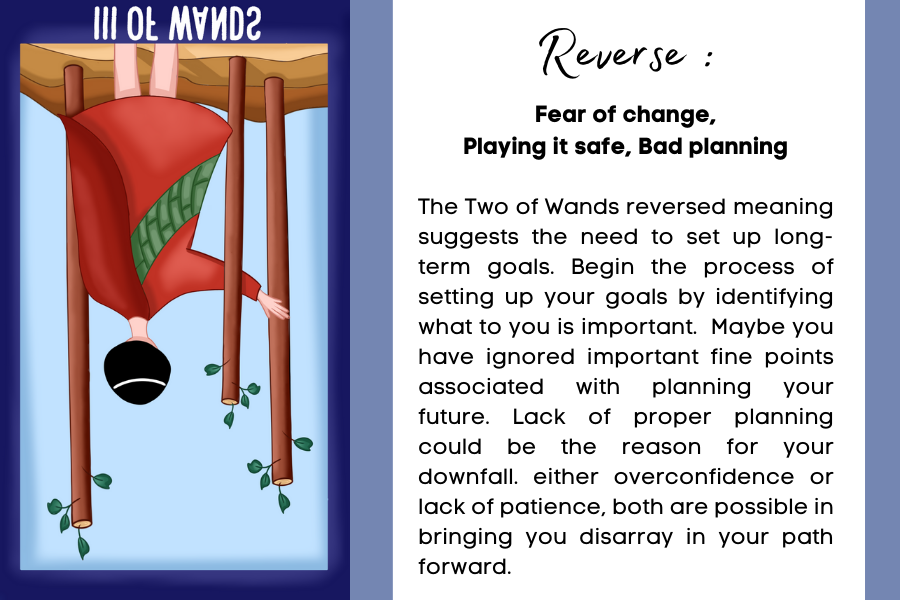 III OF WANDS
Reverse :
Fear of change,
Playing it safe, Bad planning
The Two of Wands reversed meaning
suggests the need to set up long-
term goals. Begin the process of
setting up your goals by identifying
what to you is important. Maybe you
have ignored important fine points
associated with planning your
future. Lack of proper planning
could be the reason for your
downfall. either overconfidence or
lack of patience, both are possible in
bringing you disarray in your path
forward.